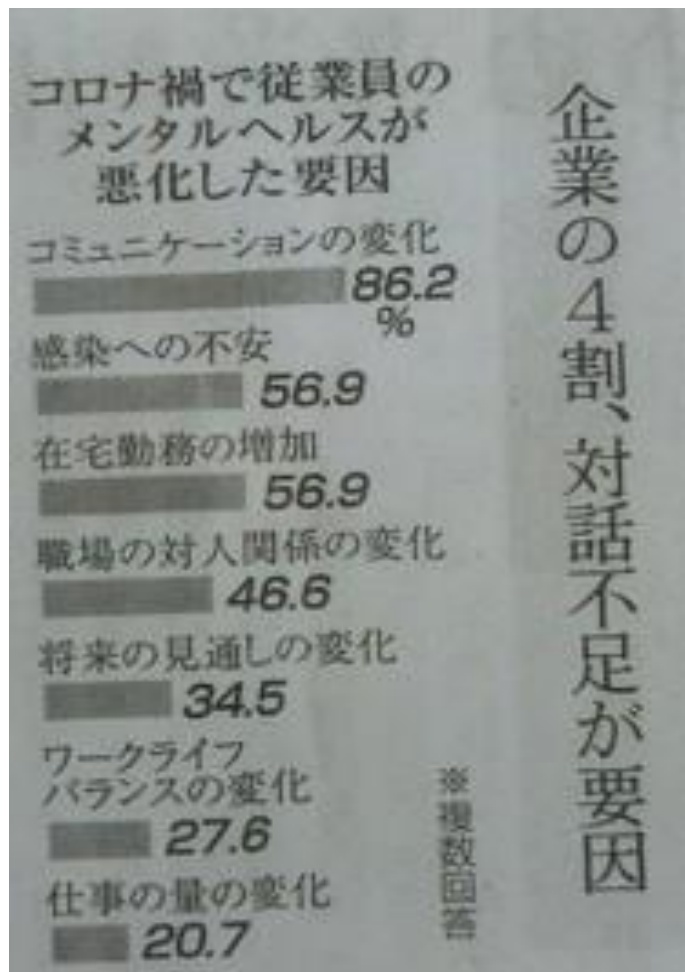 企業の4割、対話不足が要因
コロナ禍で従業員の
メンタルヘルスが
悪化した要因
コミュニケーションの変化
86.2
%
感染への不安
56.9
在宅勤務の増加
56.9
職場の対人関係の変化
46.6
将来の見通しの変化
34.5
ワークライフ
バランスの変化
27.6
仕事の量の変化
20.7
※複数回答